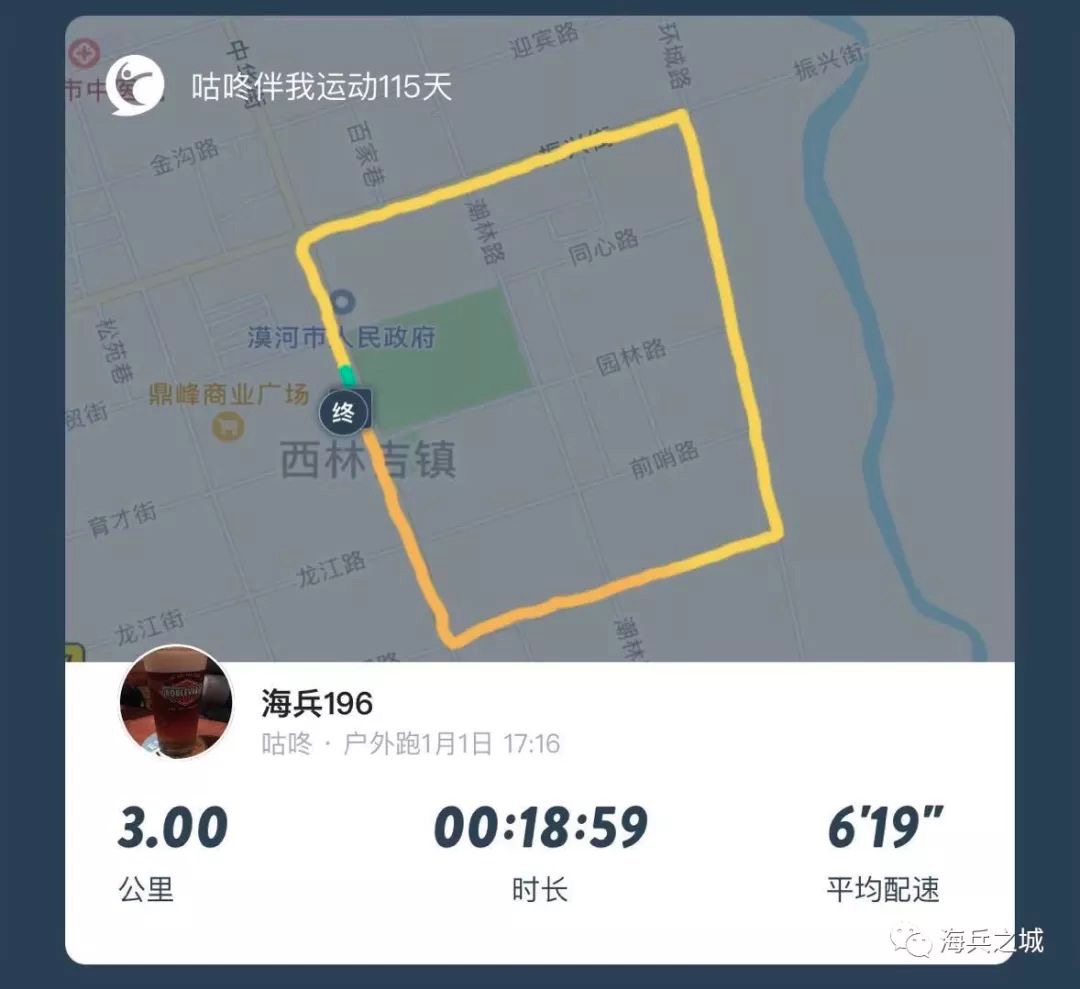 迎宾路
环城路
振兴街
咕咚伴我运动115天
金沟路
百家巷
振兴街
潮林路
同心路
漠河市人民政府
松苑巷
园林路
鼎峰商业广场
贸街
终
西林吉镇
前哨路
育才街
龙江路
龙江街
潮林
海兵196
咕咚 · 户外跑1月1日 17:16
3.00
00:18:59
6'19"
公里
时长
平均配速
海兵之城